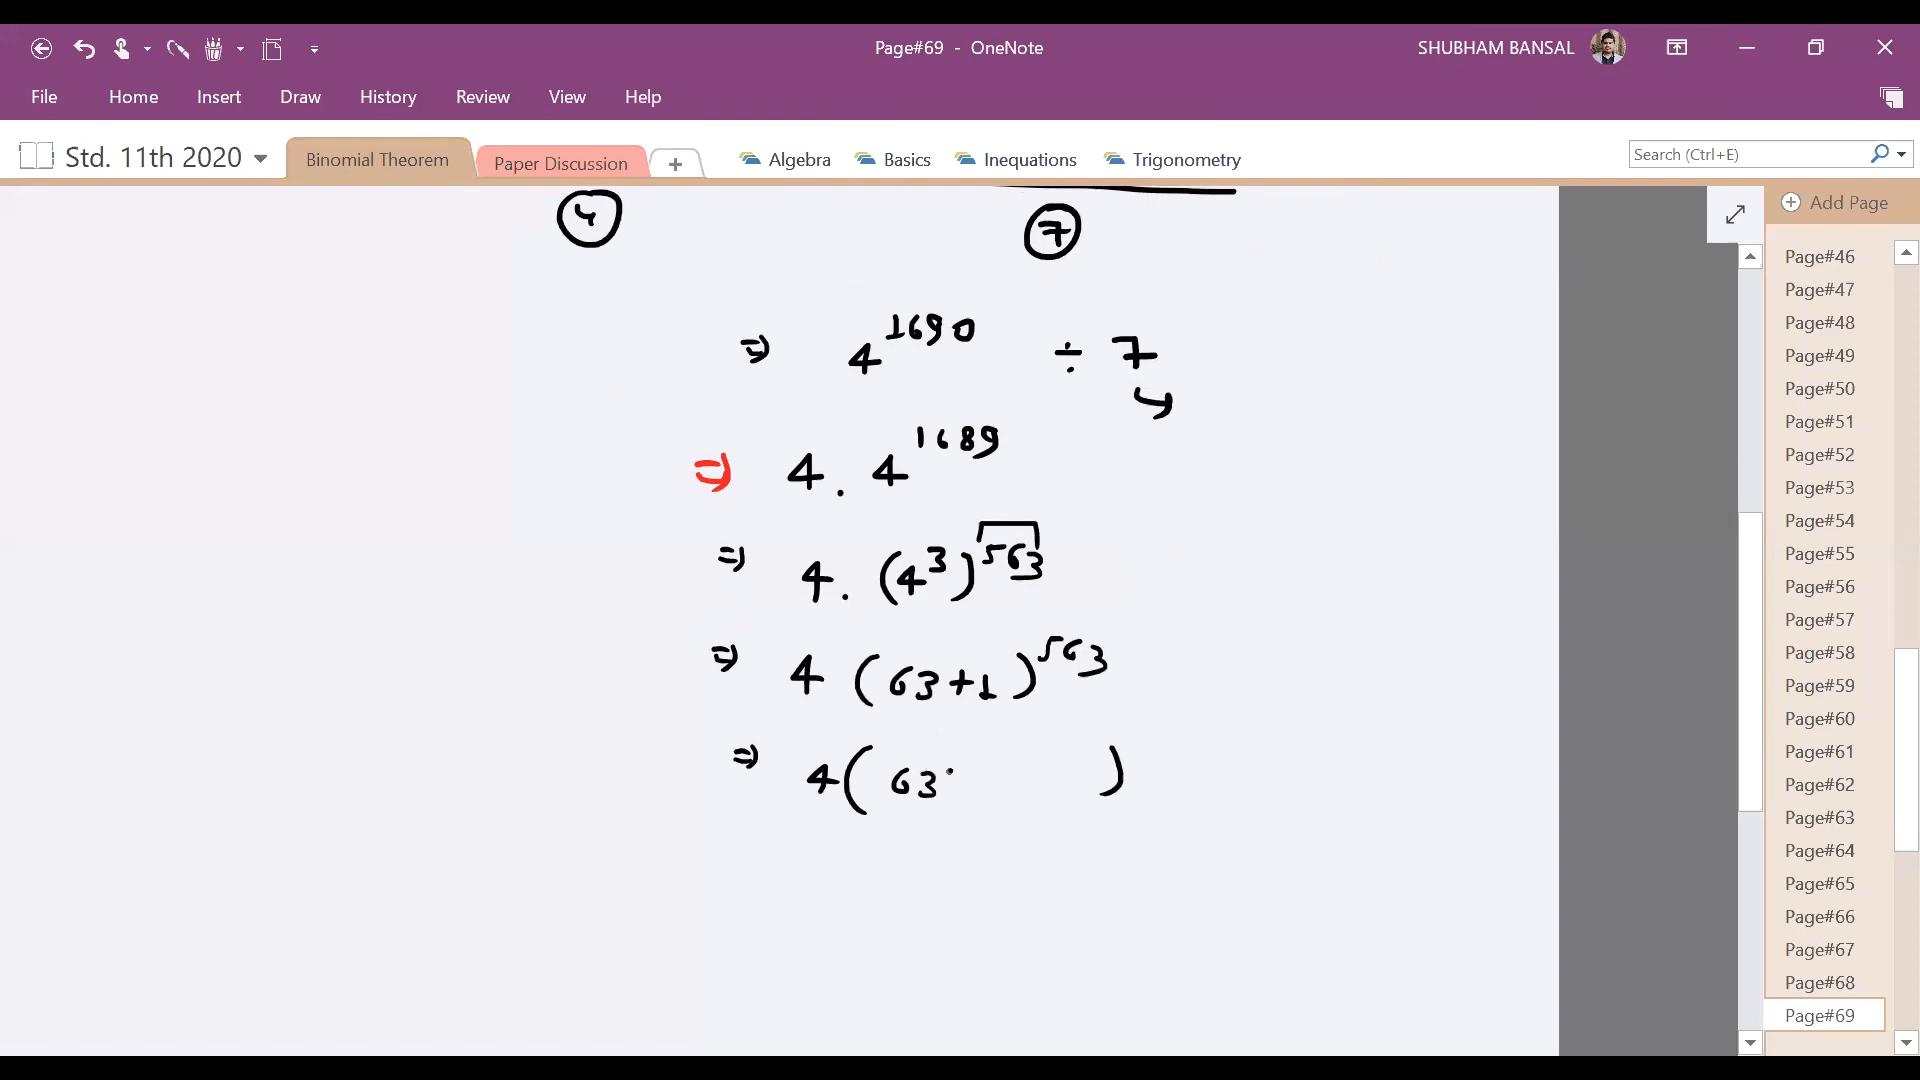 Page#69 - OneNote
SHUBHAM BANSAL
File Home Insert Draw History Review View Help
Std. 11th 2020
Binomial Theorem
Paper Discussion
+
Algebra
Basics
Inequations
Trigonometry
Search (Ctrl+E)
Add Page
4
7
⇒ 4^1690 ÷ 7
↳
⇒ 4 . 4^1689
⇒ 4 . (4^3)^563
⇒ 4 (63+1)^563
⇒ 4( 63 )
Page#46
Page#47
Page#48
Page#49
Page#50
Page#51
Page#52
Page#53
Page#54
Page#55
Page#56
Page#57
Page#58
Page#59
Page#60
Page#61
Page#62
Page#63
Page#64
Page#65
Page#66
Page#67
Page#68
Page#69